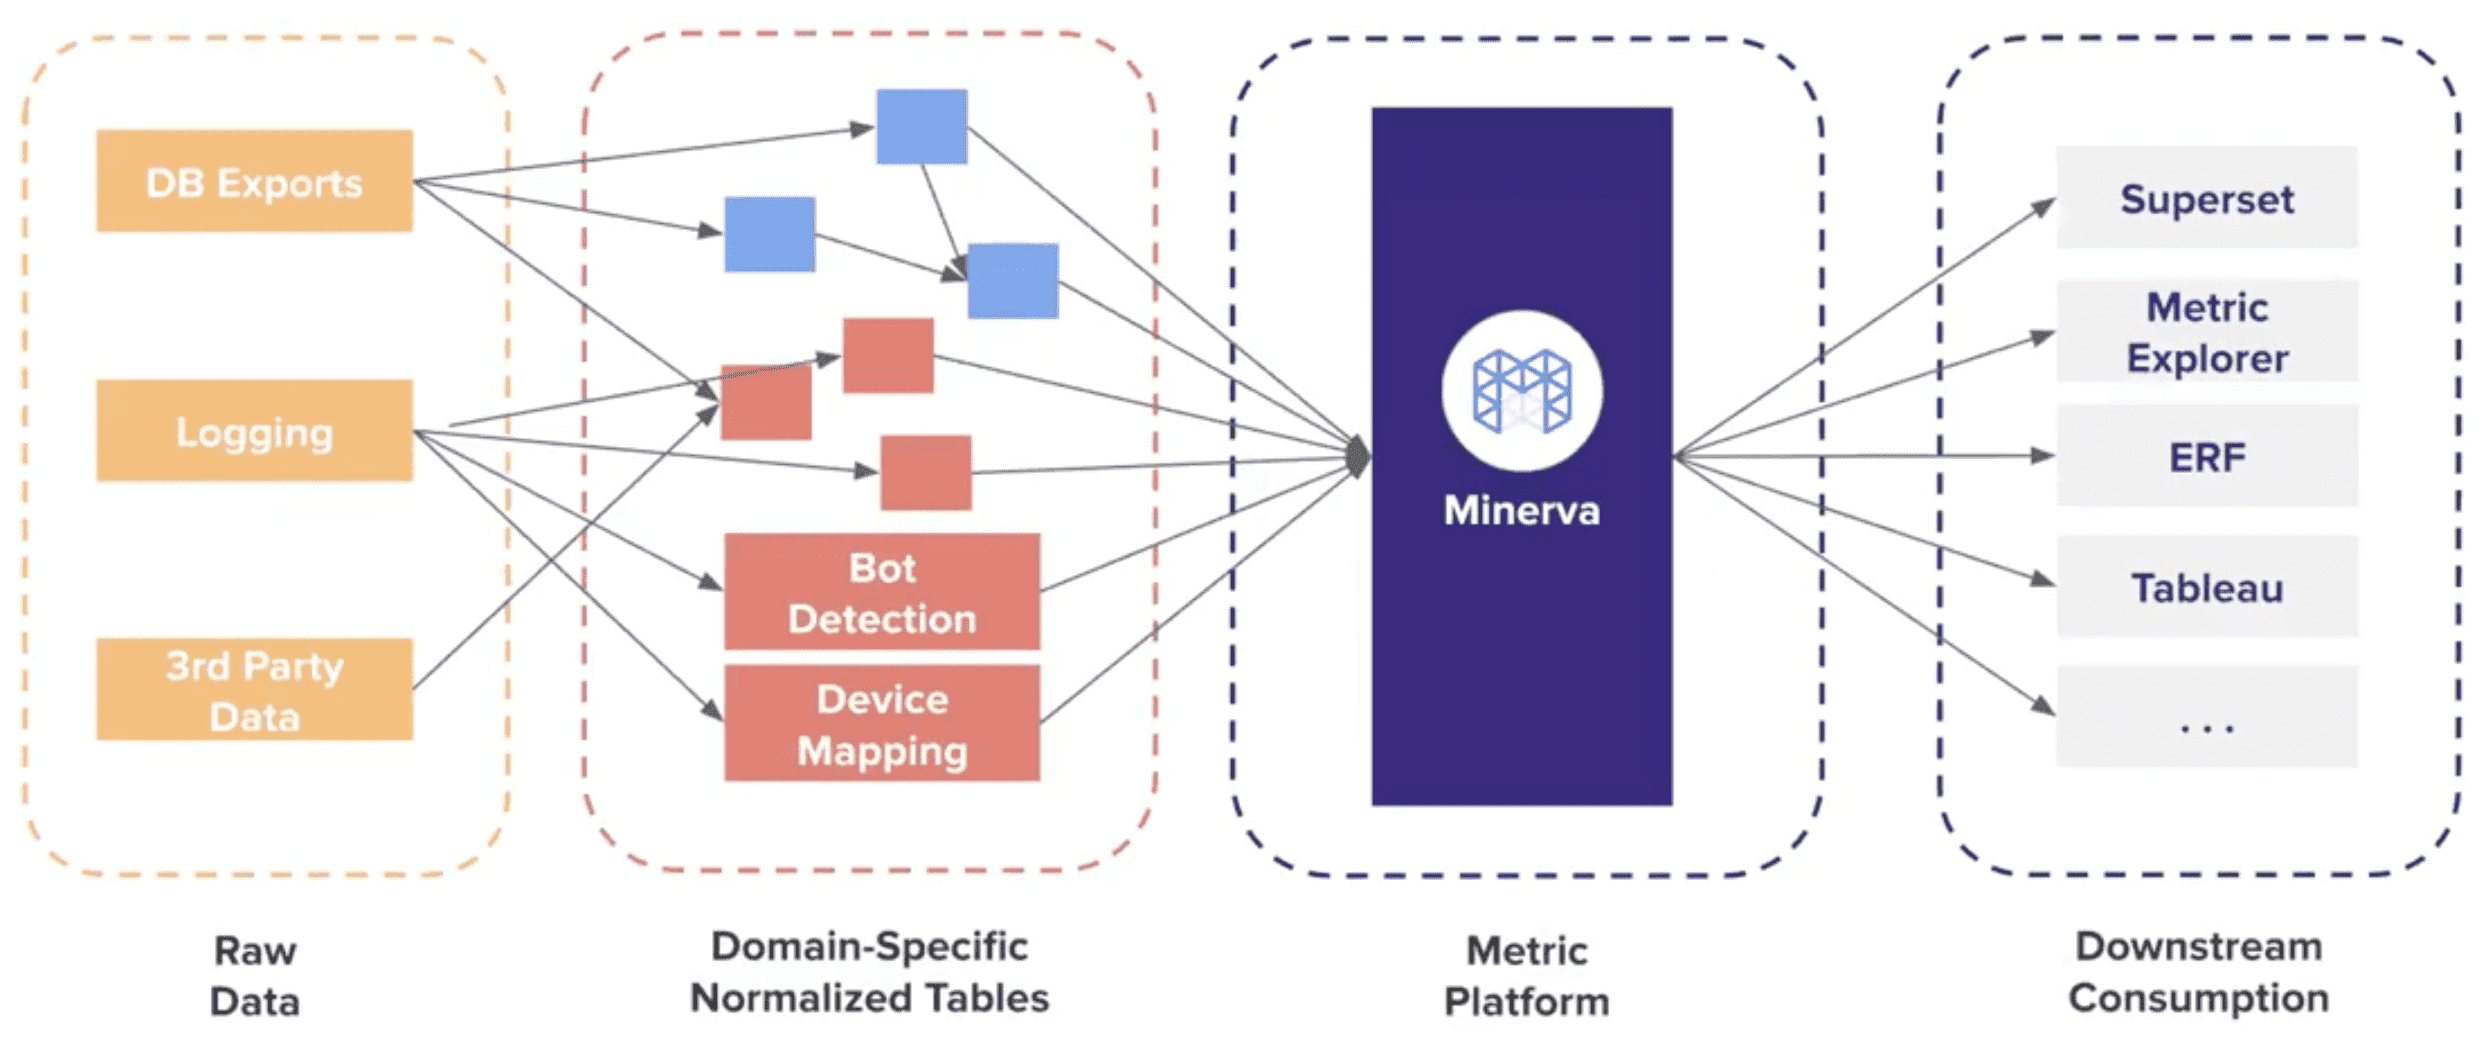 DB Exports
Logging
3rd Party
Data
Bot
Detection
Device
Mapping
Minerva
Superset
Metric
Explorer
ERF
Tableau
...
Raw
Data
Domain-Specific
Normalized Tables
Metric
Platform
Downstream
Consumption